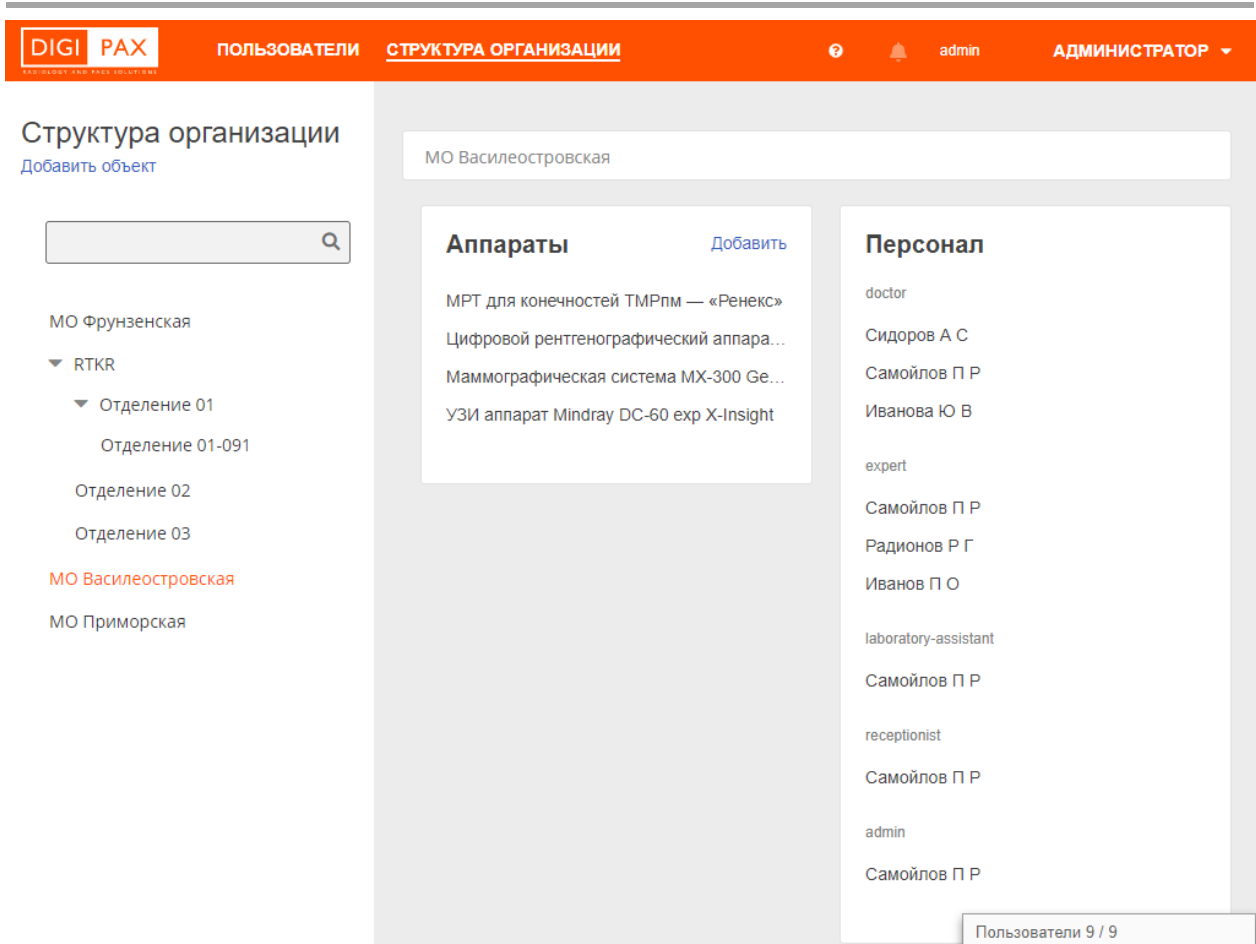 DIGI PAX
RADIOLOGY AND PACS SOLUTIONS
ПОЛЬЗОВАТЕЛИ
СТРУКТУРА ОРГАНИЗАЦИИ
admin
АДМИНИСТРАТОР
Структура организации
Добавить объект
МО Фрунзенская
RTKR
Отделение 01
Отделение 01-091
Отделение 02
Отделение 03
МО Василеостровская
МО Приморская
МО Василеостровская
Аппараты
Добавить
МРТ для конечностей ТМРпм — «Ренекс»
Цифровой рентгенографический аппара...
Маммографическая система MX-300 Ge...
УЗИ аппарат Mindray DC-60 exp X-Insight
Персонал
doctor
Сидоров А С
Самойлов П Р
Иванова Ю В
expert
Самойлов П Р
Радионов Р Г
Иванов П О
laboratory-assistant
Самойлов П Р
receptionist
Самойлов П Р
admin
Самойлов П Р
Пользователи 9 / 9